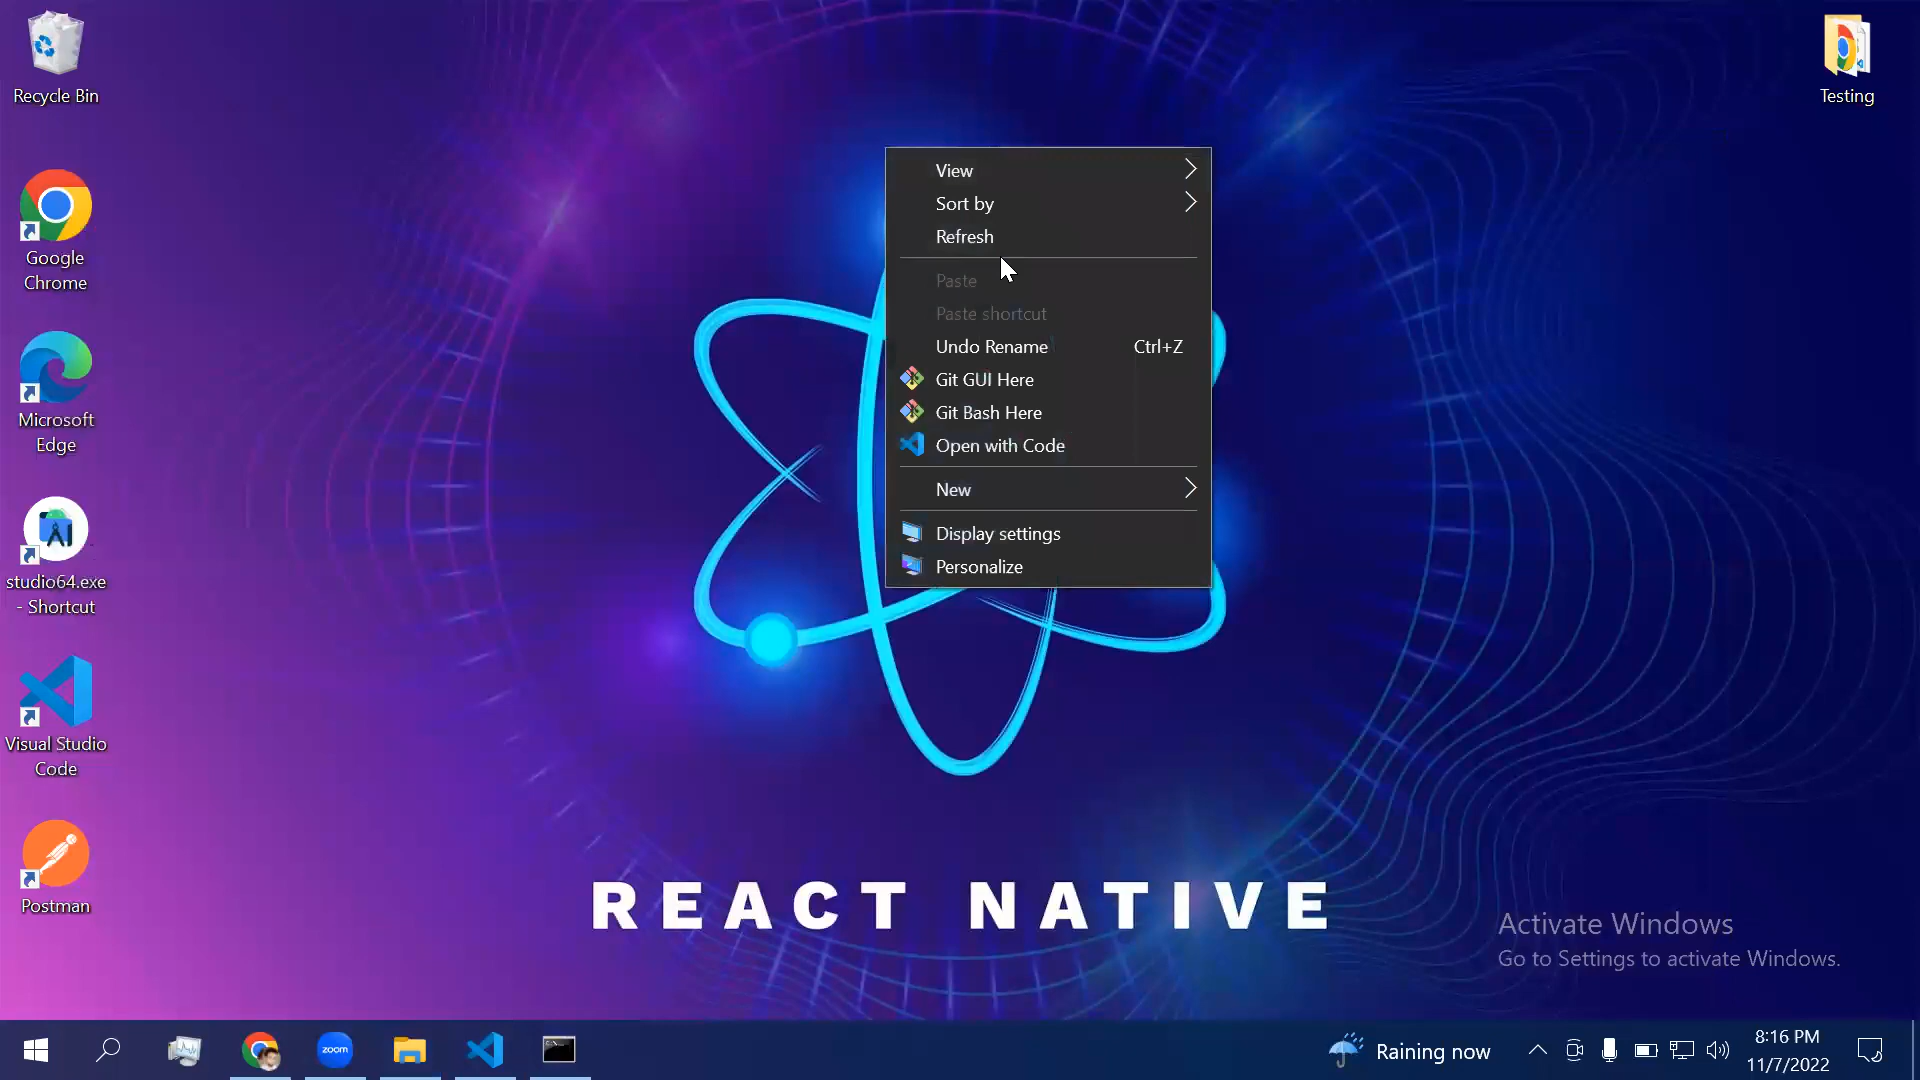 Recycle Bin
Google
Chrome
Microsoft
Edge
studio64.exe
- Shortcut
Visual Studio
Code
Postman
Testing
View
Sort by
Refresh
Paste
Paste shortcut
Undo Rename Ctrl+Z
Git GUI Here
Git Bash Here
Open with Code
New
Display settings
Personalize
REACT NATIVE
Activate Windows
Go to Settings to activate Windows.
zoom
Raining now
8:16 PM
11/7/2022